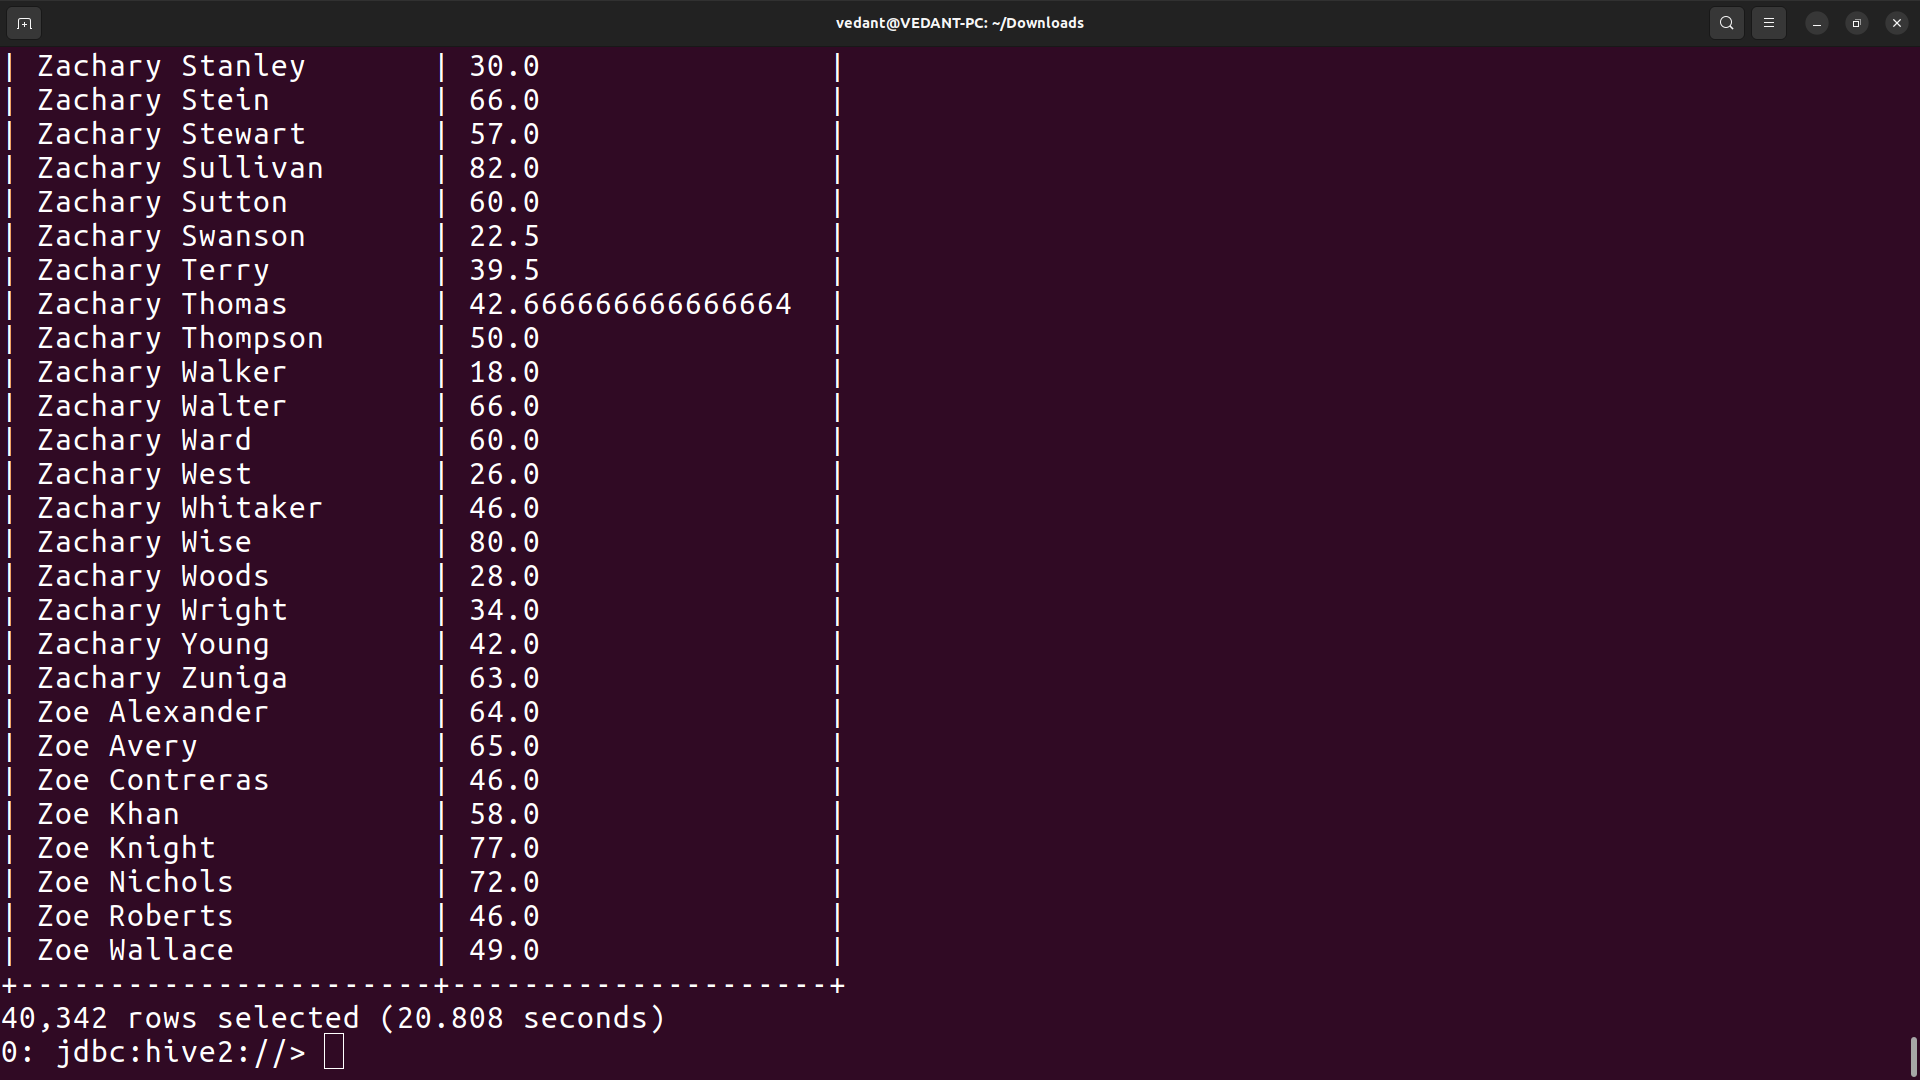 vedant@VEDANT-PC: ~/Downloads
| Zachary Stanley       | 30.0                |
| Zachary Stein         | 66.0                |
| Zachary Stewart       | 57.0                |
| Zachary Sullivan      | 82.0                |
| Zachary Sutton        | 60.0                |
| Zachary Swanson       | 22.5                |
| Zachary Terry         | 39.5                |
| Zachary Thomas        | 42.666666666666664  |
| Zachary Thompson      | 50.0                |
| Zachary Walker        | 18.0                |
| Zachary Walter        | 66.0                |
| Zachary Ward          | 60.0                |
| Zachary West          | 26.0                |
| Zachary Whitaker      | 46.0                |
| Zachary Wise          | 80.0                |
| Zachary Woods         | 28.0                |
| Zachary Wright        | 34.0                |
| Zachary Young         | 42.0                |
| Zachary Zuniga        | 63.0                |
| Zoe Alexander         | 64.0                |
| Zoe Avery             | 65.0                |
| Zoe Contreras         | 46.0                |
| Zoe Khan              | 58.0                |
| Zoe Knight            | 77.0                |
| Zoe Nichols           | 72.0                |
| Zoe Roberts           | 46.0                |
| Zoe Wallace           | 49.0                |
+-----------------------+---------------------+
40,342 rows selected (20.808 seconds)
0: jdbc:hive2://>